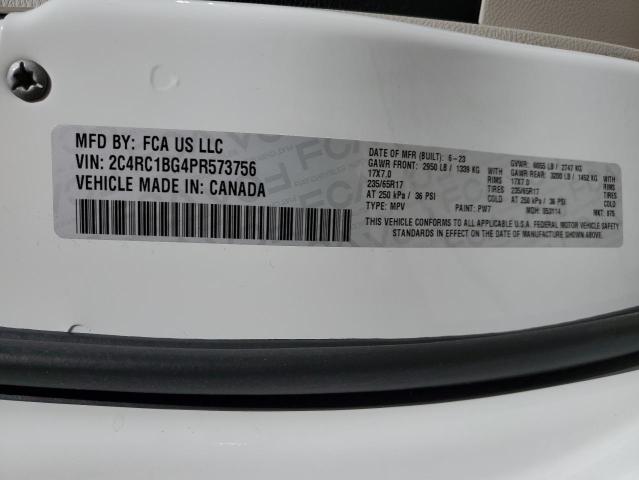 MFD BY: FCA US LLC
VIN: 2C4RC1BG4PR573756
VEHICLE MADE IN: CANADA
DATE OF MFR (BUILT): 6-23 GVWR: 6055 LB / 2747 KG
GAWR FRONT: 2950 LB / 1339 KG WITH GAWR REAR: 3200 LB / 1452 KG WITH
17X7.0 RIMS 17X7.0 RIMS
235/65R17 TIRES 235/65R17 TIRES
AT 250 kPa / 36 PSI COLD AT 250 kPa / 36 PSI COLD
TYPE: MPV PAINT: PW7 MDH: 053114 MKT: 875
THIS VEHICLE CONFORMS TO ALL APPLICABLE U.S.A. FEDERAL MOTOR VEHICLE SAFETY
STANDARDS IN EFFECT ON THE DATE OF MANUFACTURE SHOWN ABOVE.